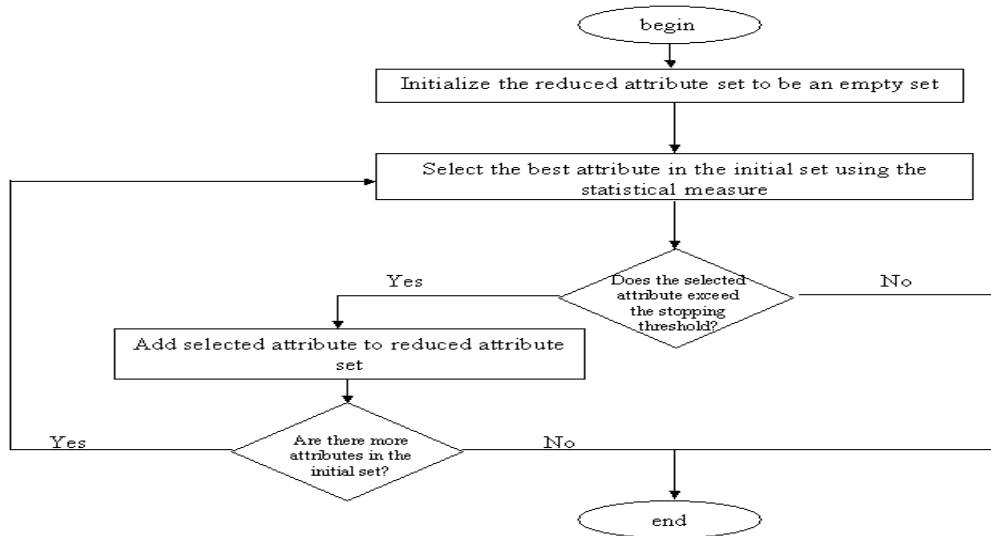 begin
Initialize the reduced attribute set to be an empty set
Select the best attribute in the initial set using the
statistical measure
Does the selected
attribute exceed
the stopping
threshold?
Yes
No
Add selected attribute to reduced attribute
set
Are there more
attributes in the
initial set?
Yes
No
end